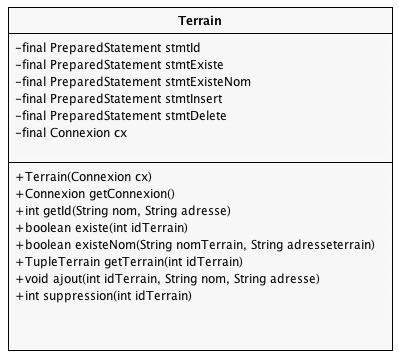 Terrain
-final PreparedStatement stmtId
-final PreparedStatement stmtExiste
-final PreparedStatement stmtExisteNom
-final PreparedStatement stmtInsert
-final PreparedStatement stmtDelete
-final Connexion cx
+Terrain(Connexion cx)
+Connexion getConnexion()
+int getId(String nom, String adresse)
+boolean existe(int idTerrain)
+boolean existeNom(String nomTerrain, String adresseterrain)
+TupleTerrain getTerrain(int idTerrain)
+void ajout(int idTerrain, String nom, String adresse)
+int suppression(int idTerrain)